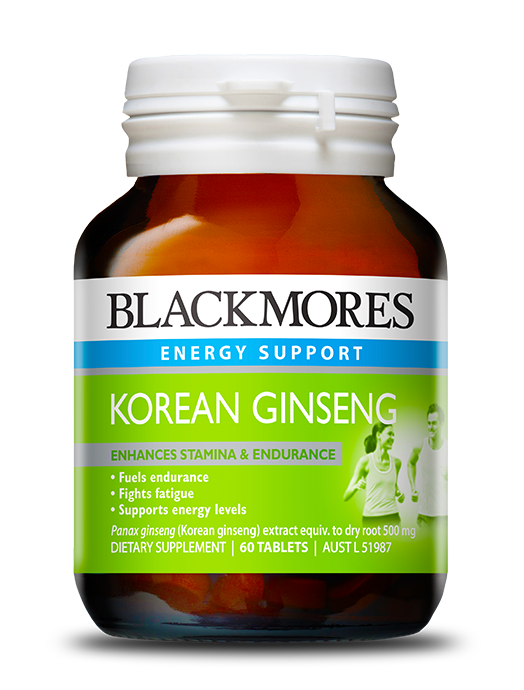 BLACKMORES
ENERGY SUPPORT
KOREAN GINSENG
ENHANCES STAMINA & ENDURANCE
• Fuels endurance
• Fights fatigue
• Supports energy levels
Panax ginseng (Korean ginseng) extract equiv. to dry root 500 mg
DIETARY SUPPLEMENT | 60 TABLETS | AUST L 51987